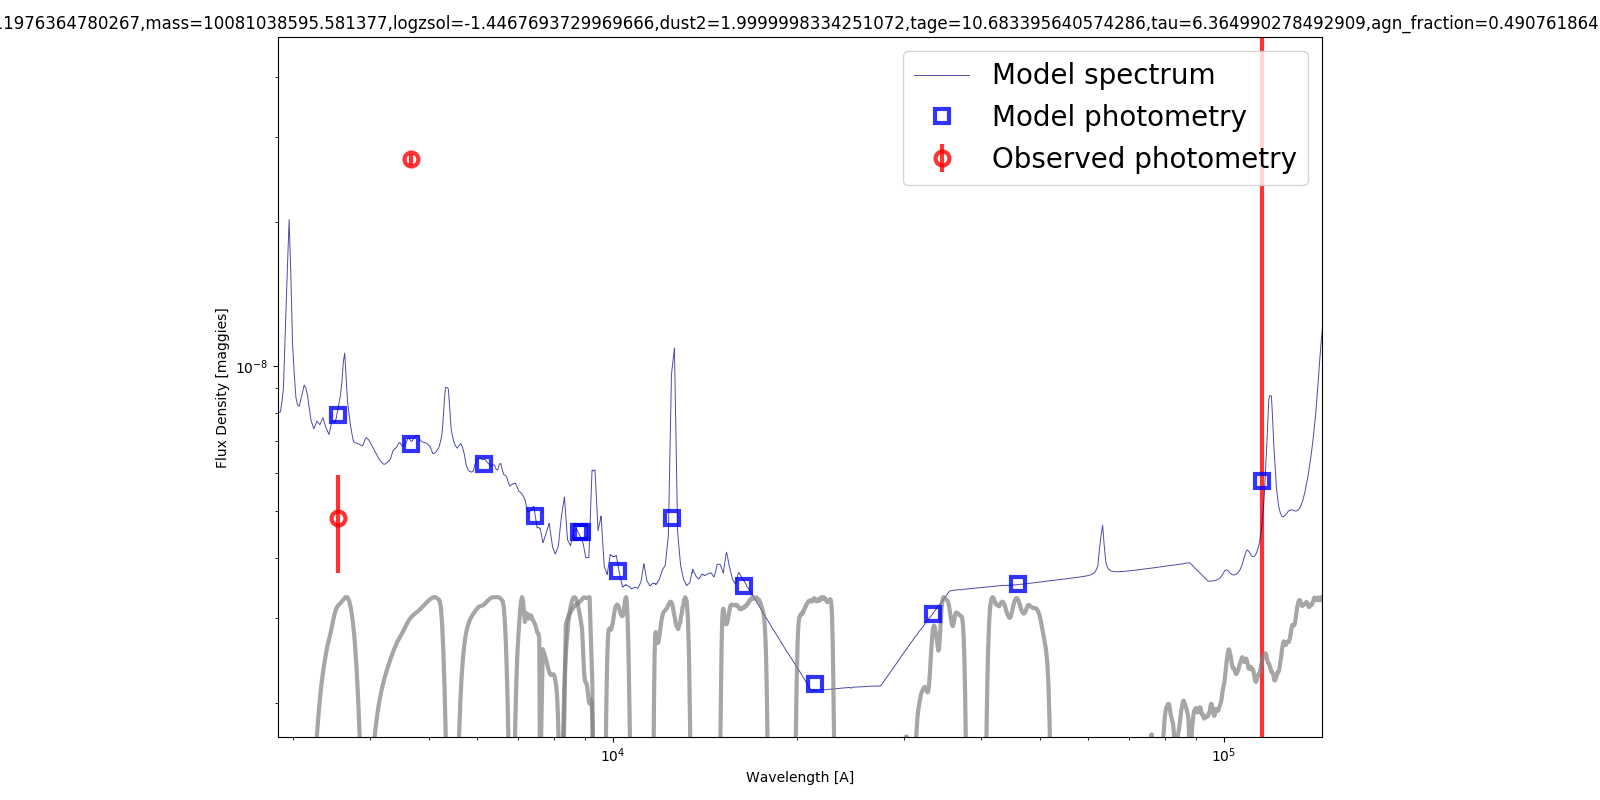 .11976364780267,mass=10081038595.581377,logzsol=-1.4467693729969666,dust2=1.9999998334251072,tage=10.683395640574286,tau=6.364990278492909,agn_fraction=0.490761864
Model spectrum
Model photometry
Observed photometry
Flux Density [maggies]
10⁻⁸
10⁴
10⁵
Wavelength [A]